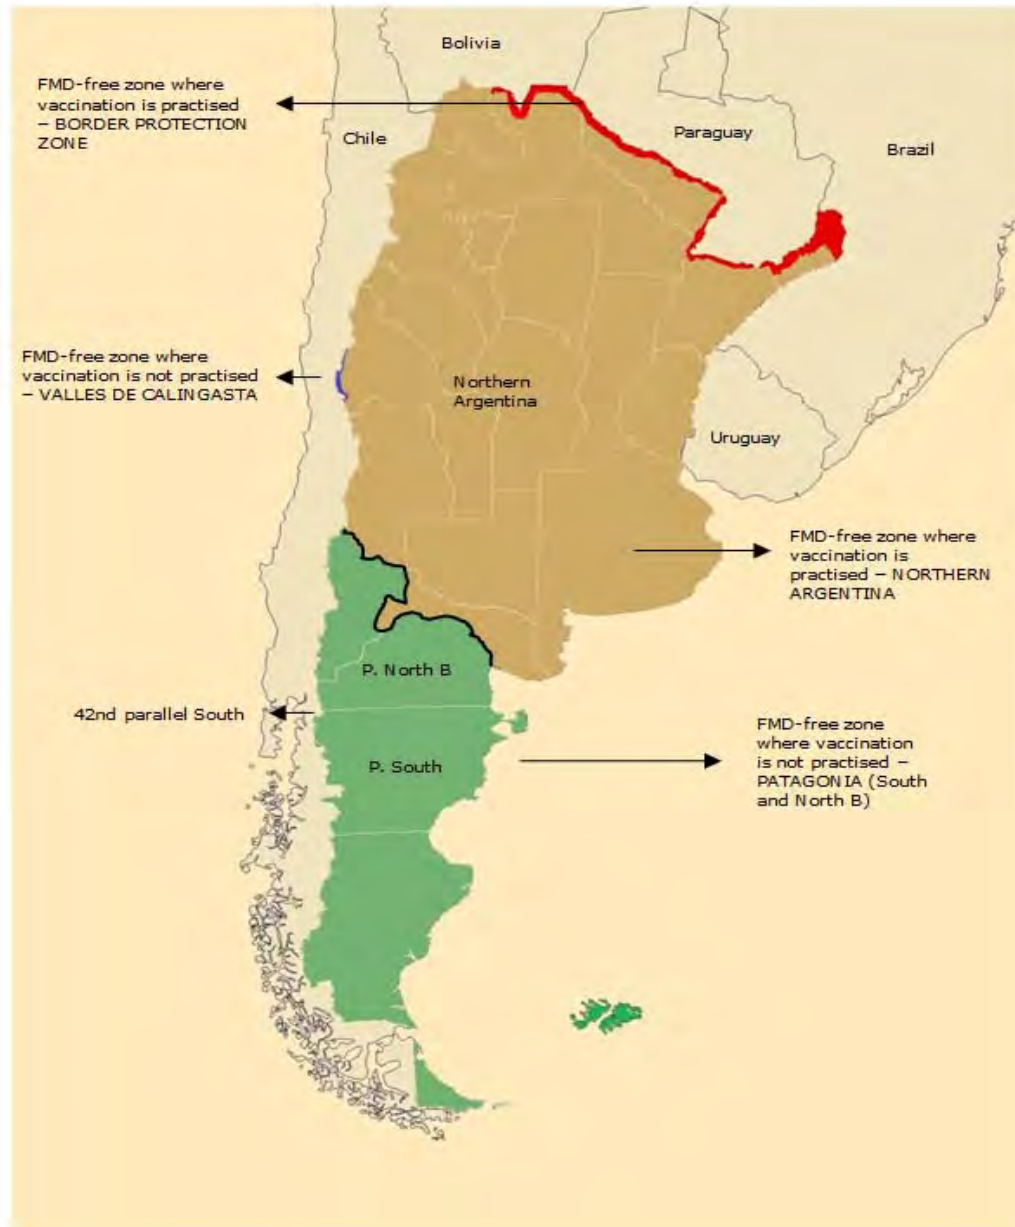 Bolivia
FMD-free zone where
vaccination is practised
– BORDER PROTECTION
ZONE
Chile
Paraguay
Brazil
FMD-free zone where
vaccination is not practised
– VALLES DE CALINGASTA
Northern
Argentina
Uruguay
FMD-free zone where
vaccination is
practised – NORTHERN
ARGENTINA
P. North B
42nd parallel South
P. South
FMD-free zone
where vaccination
is not practised –
PATAGONIA (South
and North B)